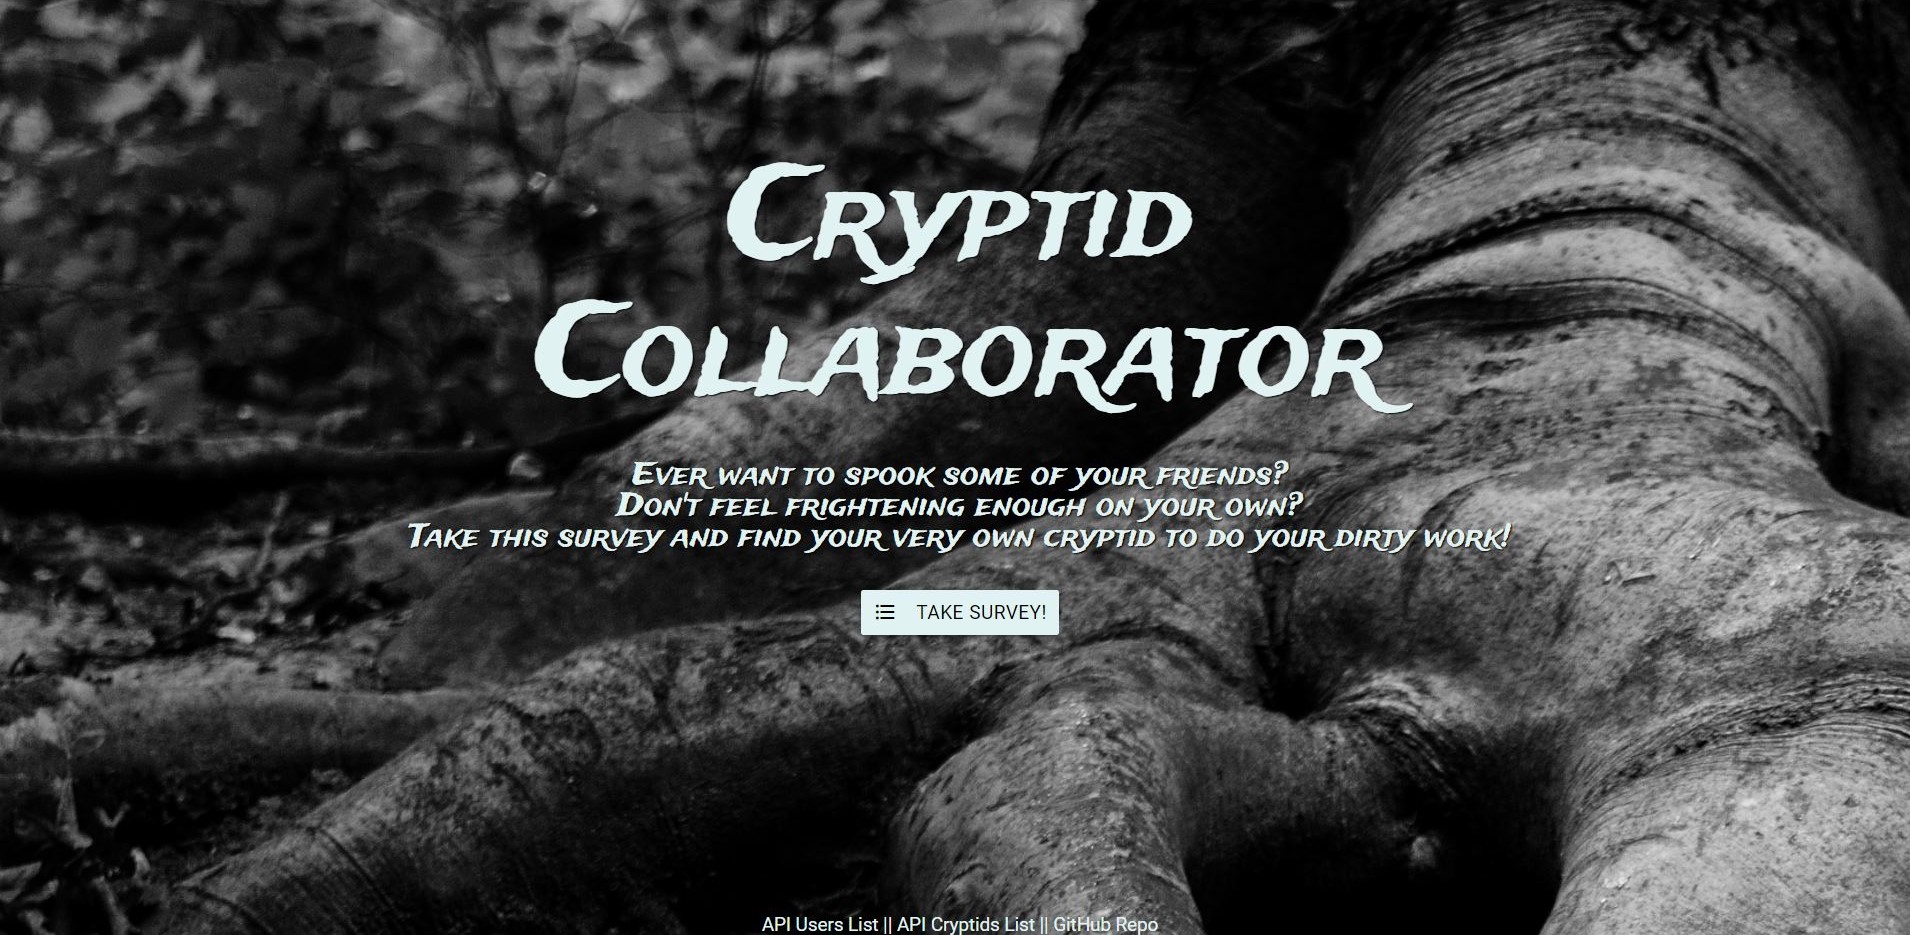 Cryptid
Collaborator
Ever want to spook some of your friends?
Don't feel frightening enough on your own?
Take this survey and find your very own cryptid to do your dirty work!
TAKE SURVEY!
API Users List || API Cryptids List || GitHub Repo